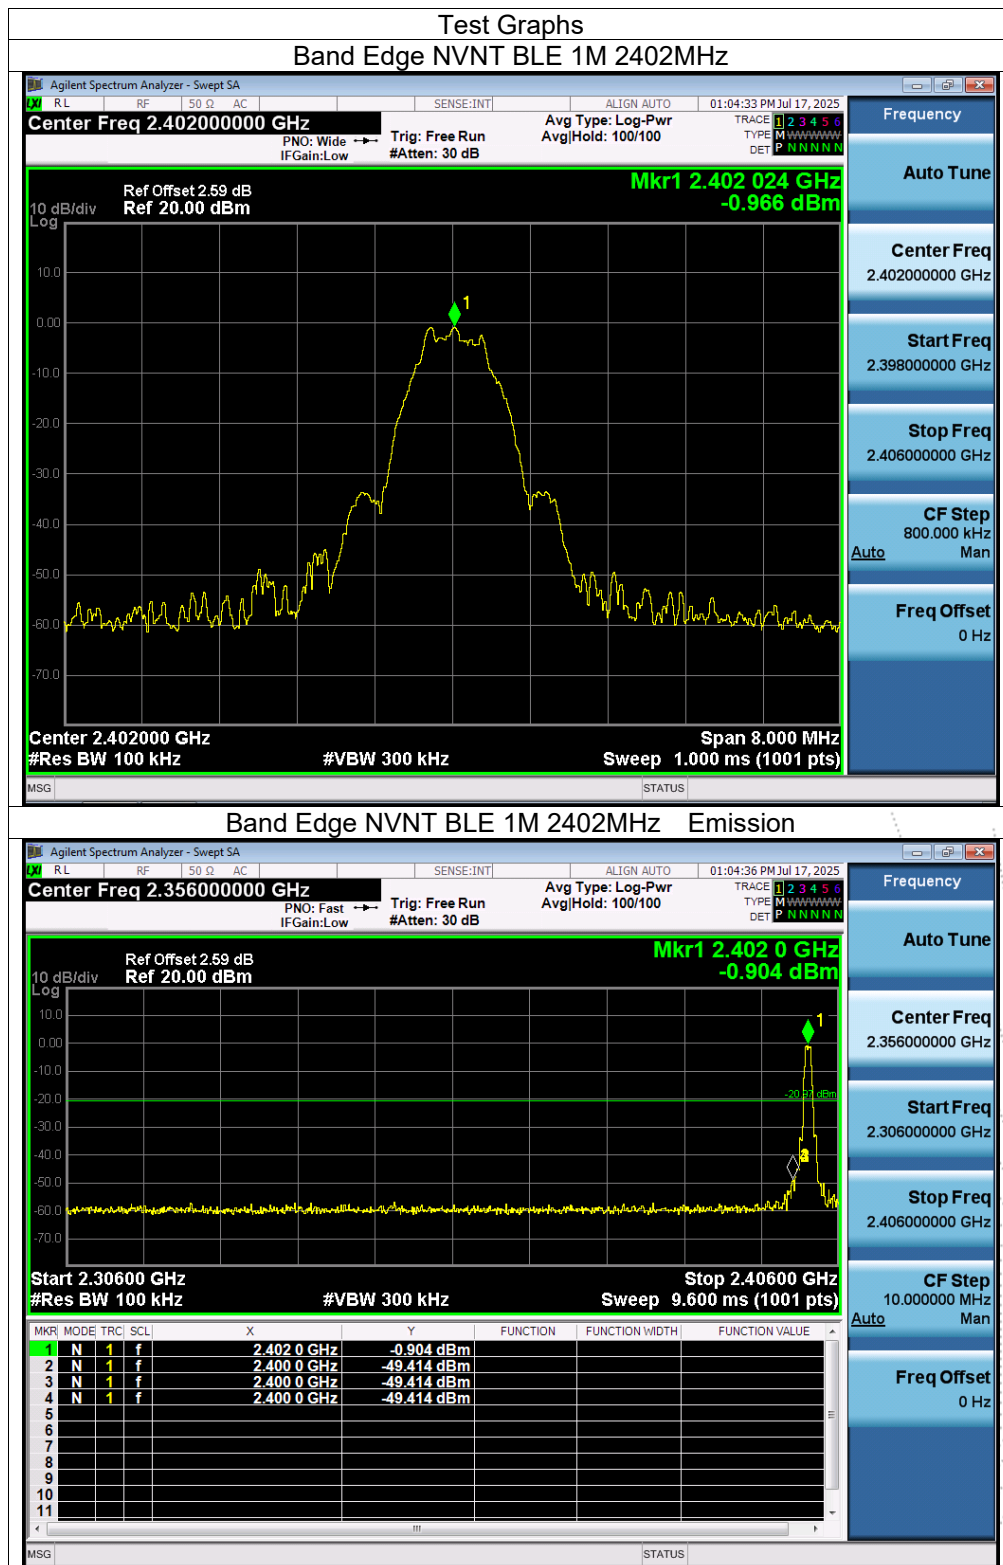 Test Graphs
Band Edge NVNT BLE 1M 2402MHz
Agilent Spectrum Analyzer - Swept SA
LXI RL RF 50 Ω AC SENSE:INT ALIGN AUTO 01:04:33 PM Jul 17, 2025
Center Freq 2.402000000 GHz
PNO: Wide
IFGain:Low
Trig: Free Run
#Atten: 30 dB
Avg Type: Log-Pwr
Avg|Hold: 100/100
TRACE 1 2 3 4 5 6
TYPE M WWWWW
DET P N N N N N
Frequency
Auto Tune
Center Freq
2.402000000 GHz
Start Freq
2.398000000 GHz
Stop Freq
2.406000000 GHz
CF Step
800.000 kHz
Auto Man
Freq Offset
0 Hz
Mkr1 2.402 024 GHz
-0.966 dBm
Ref Offset 2.59 dB
10 dB/div Ref 20.00 dBm
Log
10.0
0.00
-10.0
-20.0
-30.0
-40.0
-50.0
-60.0
-70.0
1
Center 2.402000 GHz Span 8.000 MHz
#Res BW 100 kHz #VBW 300 kHz Sweep 1.000 ms (1001 pts)
MSG STATUS
Band Edge NVNT BLE 1M 2402MHz Emission
Agilent Spectrum Analyzer - Swept SA
LXI RL RF 50 Ω AC SENSE:INT ALIGN AUTO 01:04:36 PM Jul 17, 2025
Center Freq 2.356000000 GHz
PNO: Fast
IFGain:Low
Trig: Free Run
#Atten: 30 dB
Avg Type: Log-Pwr
Avg|Hold: 100/100
TRACE 1 2 3 4 5 6
TYPE M WWWWW
DET P N N N N N
Frequency
Auto Tune
Center Freq
2.356000000 GHz
Start Freq
2.306000000 GHz
Stop Freq
2.406000000 GHz
CF Step
10.000000 MHz
Auto Man
Freq Offset
0 Hz
Mkr1 2.402 0 GHz
-0.904 dBm
Ref Offset 2.59 dB
10 dB/div Ref 20.00 dBm
Log
10.0
0.00
-10.0
-20.0
-30.0
-40.0
-50.0
-60.0
-70.0
1
-20.97 dBm
Start 2.30600 GHz Stop 2.40600 GHz
#Res BW 100 kHz #VBW 300 kHz Sweep 9.600 ms (1001 pts)
MKR MODE TRC SCL X Y FUNCTION FUNCTION WIDTH FUNCTION VALUE
1 N 1 f 2.402 0 GHz -0.904 dBm
2 N 1 f 2.400 0 GHz -49.414 dBm
3 N 1 f 2.400 0 GHz -49.414 dBm
4 N 1 f 2.400 0 GHz -49.414 dBm
5
6
7
8
9
10
11
MSG STATUS